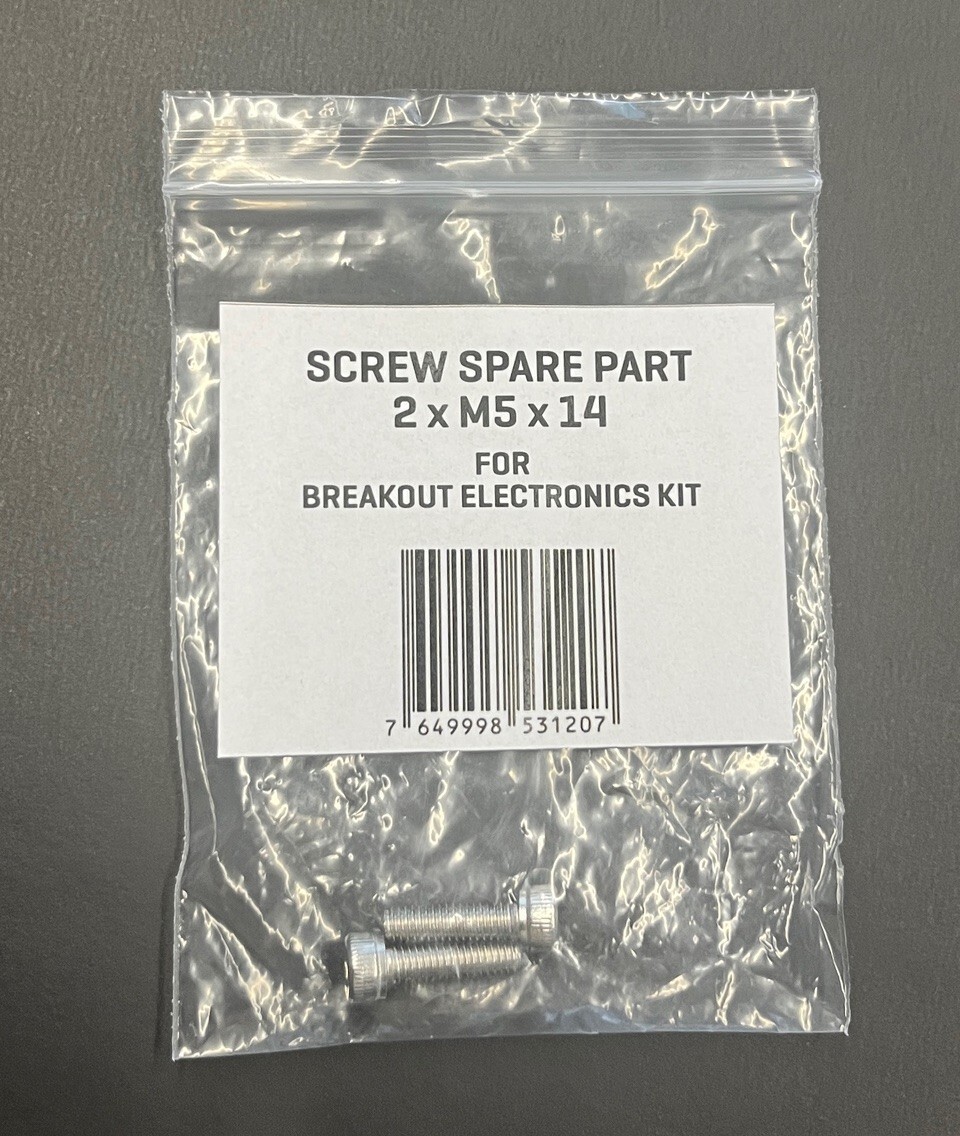 SCREW SPARE PART
2 x M5 x 14
FOR
BREAKOUT ELECTRONICS KIT
7 649998 531207